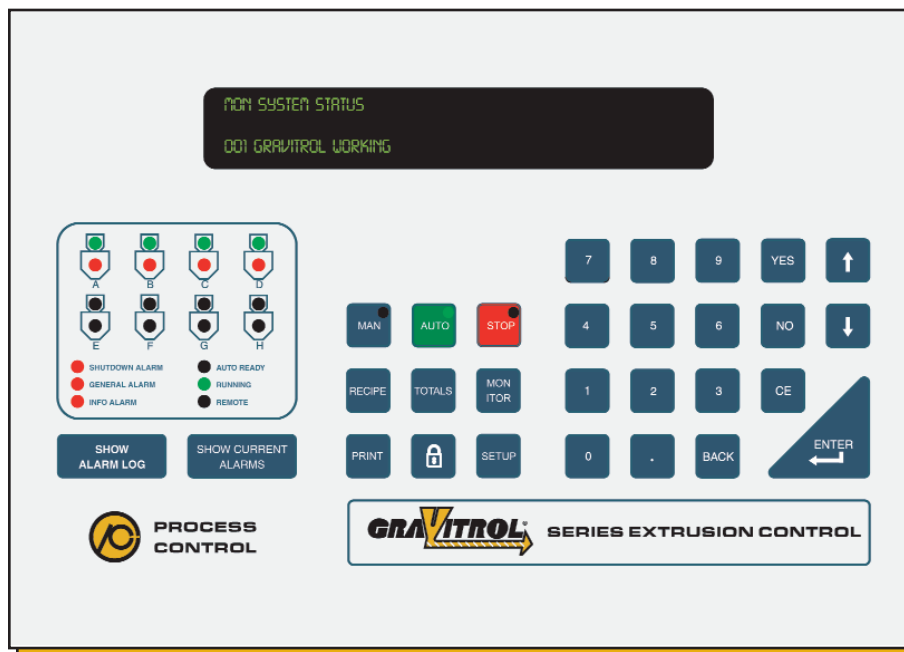 MON SYSTEM STATUS
001 GRAVITROL WORKING
A B C D
E F G H
SHUTDOWN ALARM
GENERAL ALARM
INFO ALARM
AUTO READY
RUNNING
REMOTE
SHOW
ALARM LOG
SHOW CURRENT
ALARMS
MAN AUTO STOP
RECIPE TOTALS MON
ITOR
PRINT SETUP
7 8 9 YES
4 5 6 NO
1 2 3 CE
0 . BACK
ENTER
PROCESS
CONTROL
GRAVITROL® SERIES EXTRUSION CONTROL